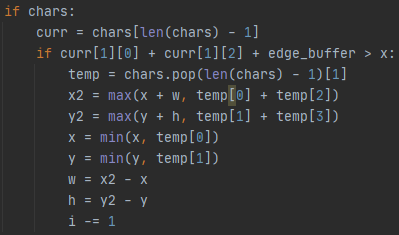 if chars:
    curr = chars[len(chars) - 1]
    if curr[1][0] + curr[1][2] + edge_buffer > x:
        temp = chars.pop(len(chars) - 1)[1]
        x2 = max(x + w, temp[0] + temp[2])
        y2 = max(y + h, temp[1] + temp[3])
        x = min(x, temp[0])
        y = min(y, temp[1])
        w = x2 - x
        h = y2 - y
        i -= 1